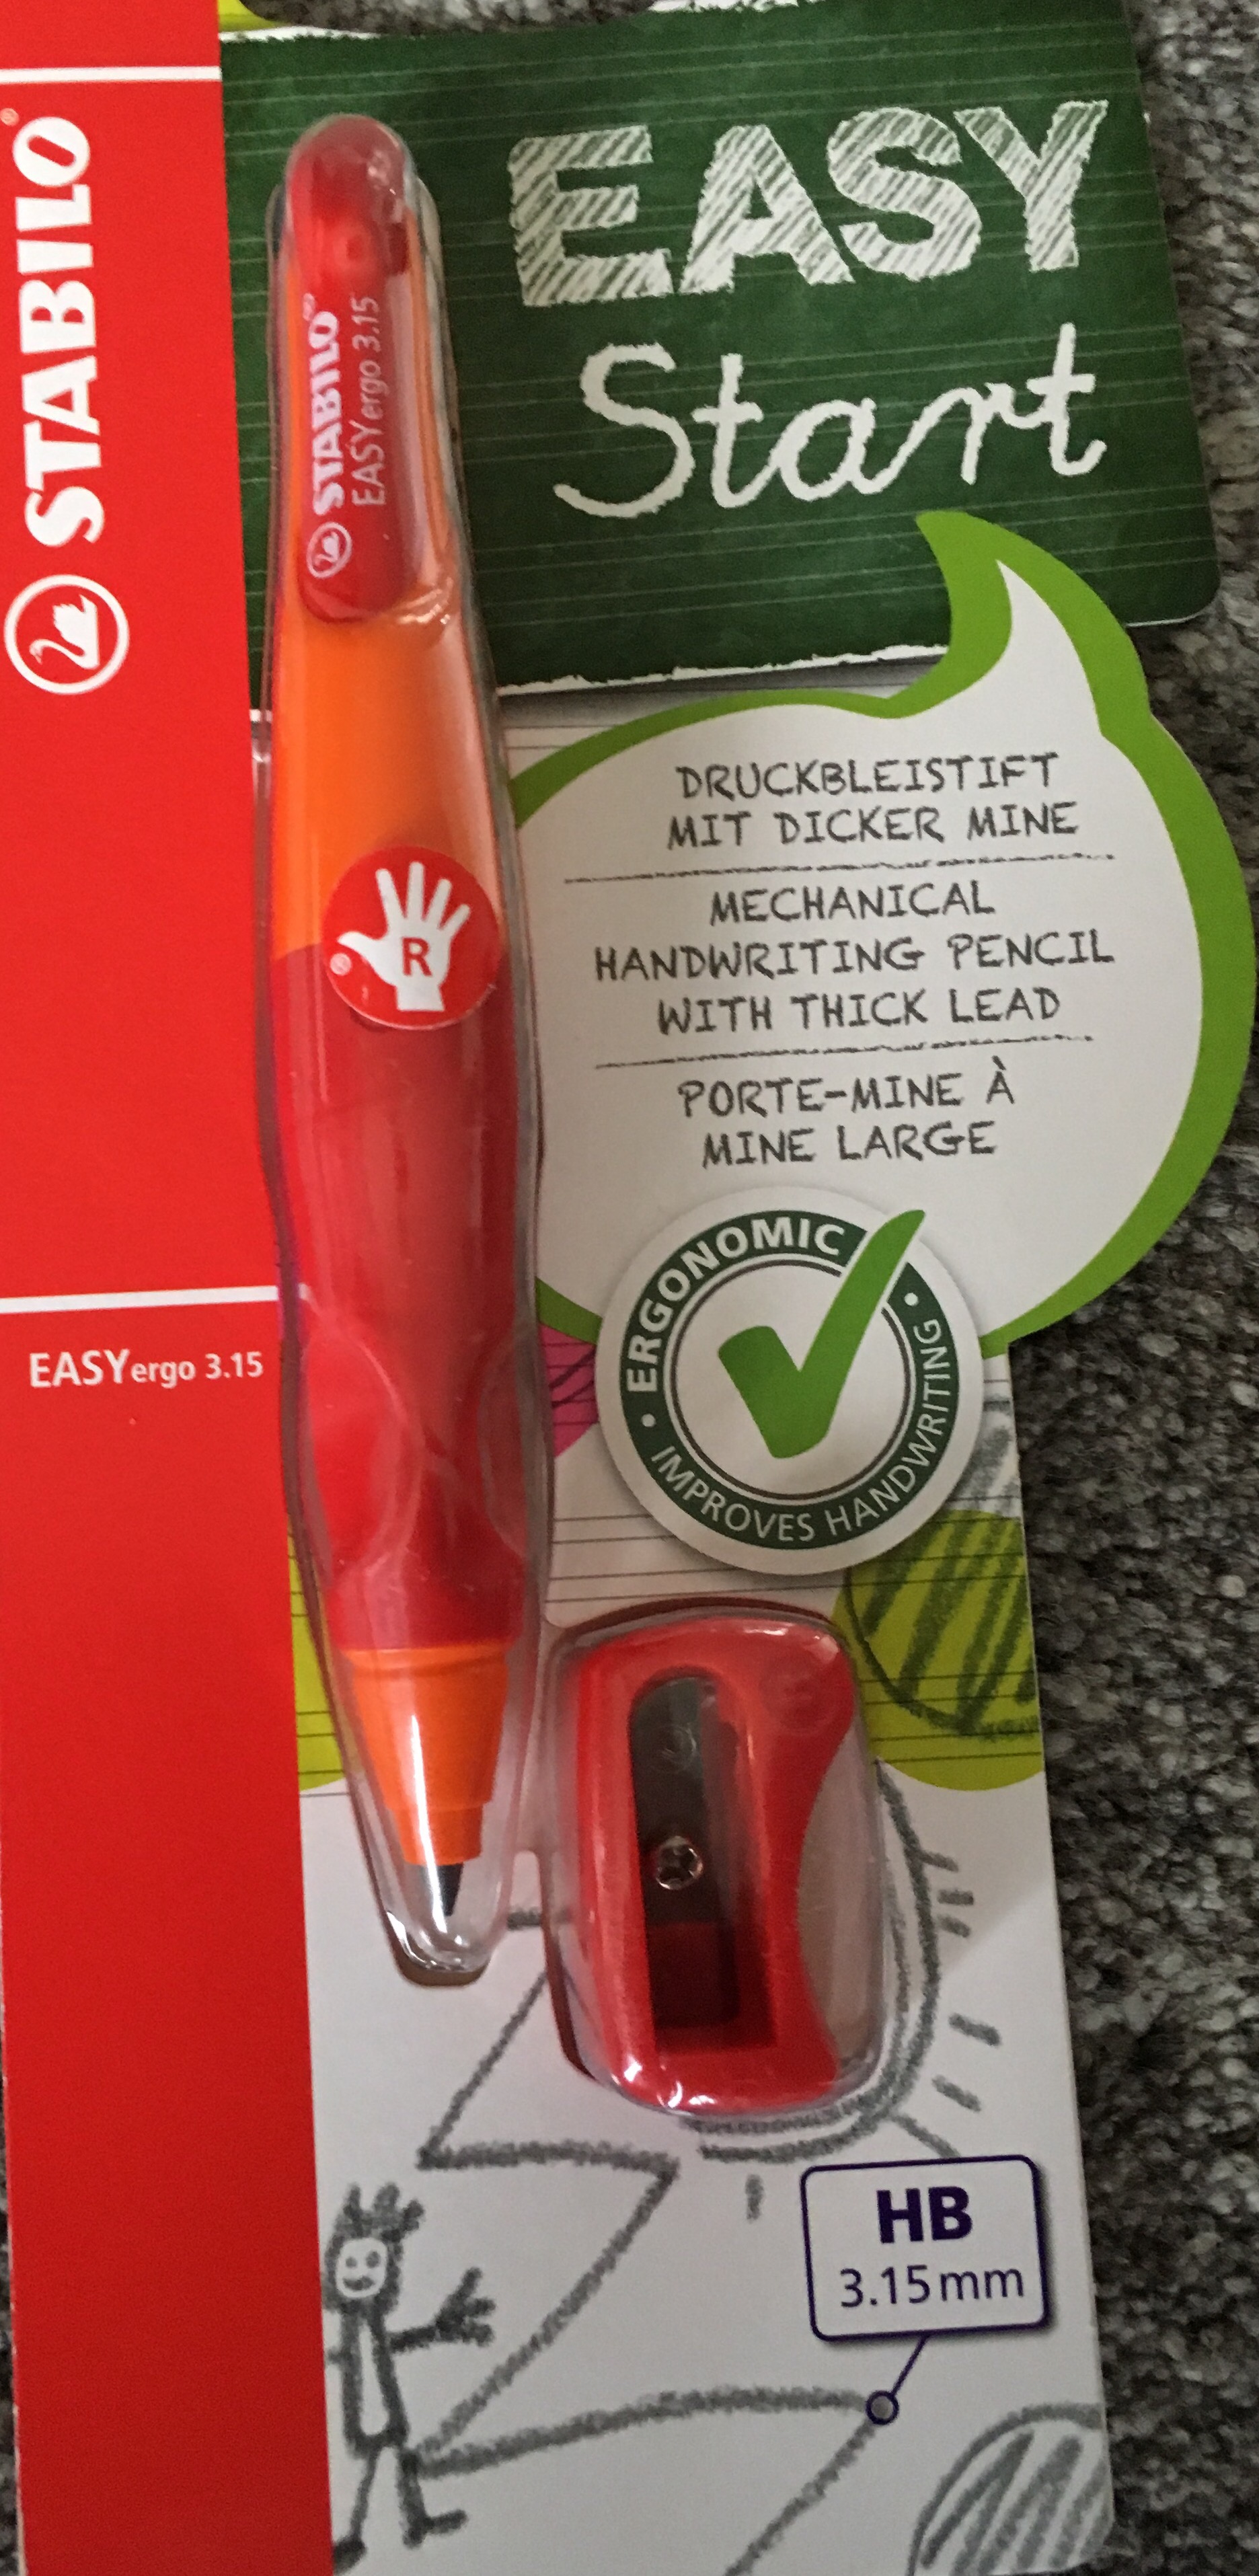 STABILO®
EASY
Start
STABILO®
EASYergo 3.15
R
DRUCKBLEISTIFT
MIT DICKER MINE
MECHANICAL
HANDWRITING PENCIL
WITH THICK LEAD
PORTE-MINE À
MINE LARGE
ERGONOMIC
IMPROVES HANDWRITING
EASYergo 3.15
HB
3.15mm